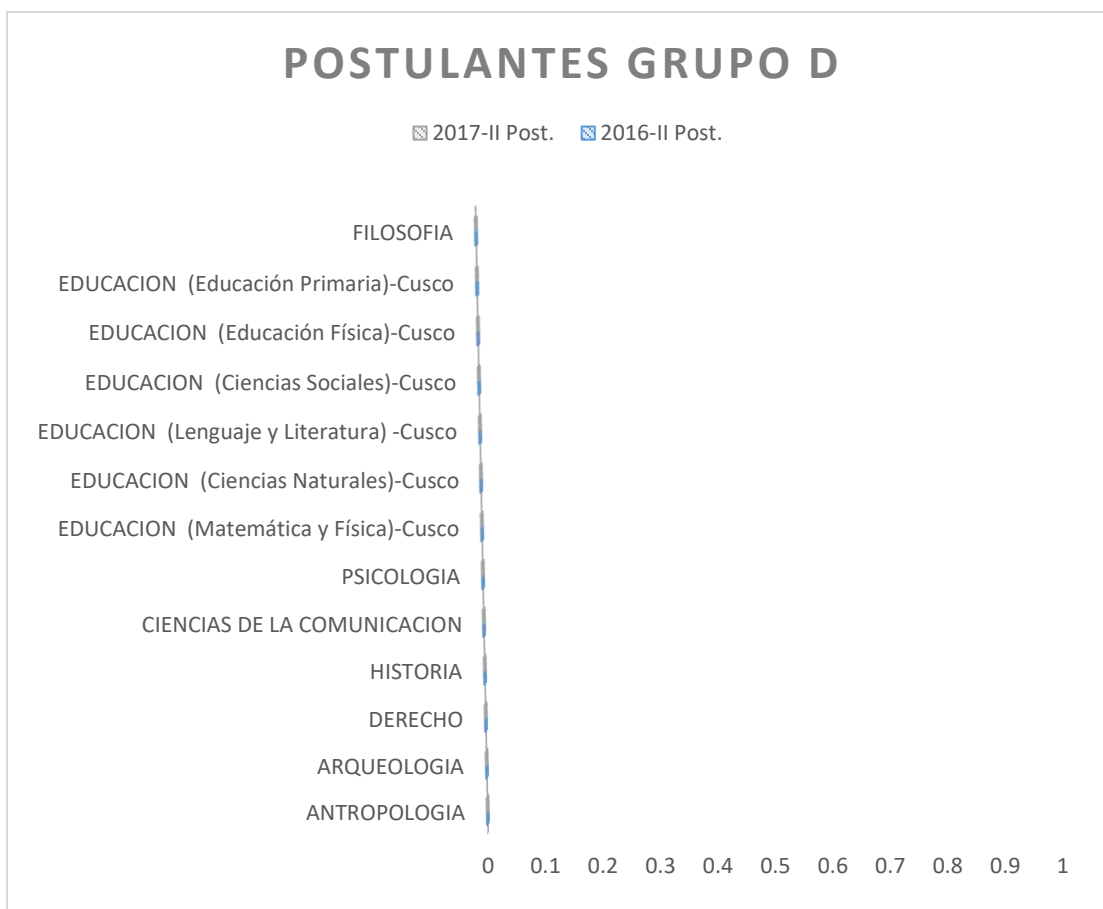 POSTULANTES GRUPO D
2017-II Post. 2016-II Post.
FILOSOFIA
EDUCACION (Educación Primaria)-Cusco
EDUCACION (Educación Física)-Cusco
EDUCACION (Ciencias Sociales)-Cusco
EDUCACION (Lenguaje y Literatura) -Cusco
EDUCACION (Ciencias Naturales)-Cusco
EDUCACION (Matemática y Física)-Cusco
PSICOLOGIA
CIENCIAS DE LA COMUNICACION
HISTORIA
DERECHO
ARQUEOLOGIA
ANTROPOLOGIA
0 0.1 0.2 0.3 0.4 0.5 0.6 0.7 0.8 0.9 1